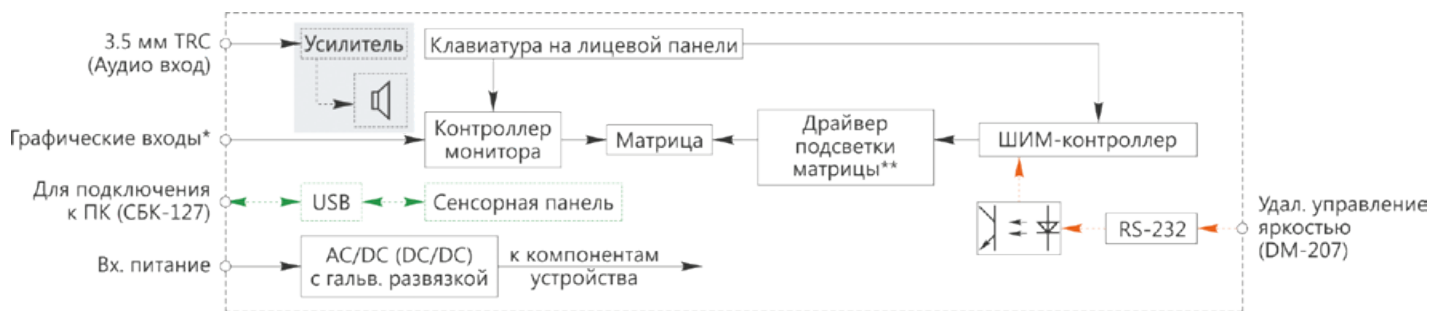 3.5 мм TRC
(Аудио вход)
Усилитель
Клавиатура на лицевой панели
Графические входы*
Контроллер
монитора
Матрица
Драйвер
подсветки
матрицы**
ШИМ-контроллер
Для подключения
к ПК (СБК-127)
USB
Сенсорная панель
RS-232
Удал. управление
яркостью
(DM-207)
Вх. питание
AC/DC (DC/DC)
с гальв. развязкой
к компонентам
устройства